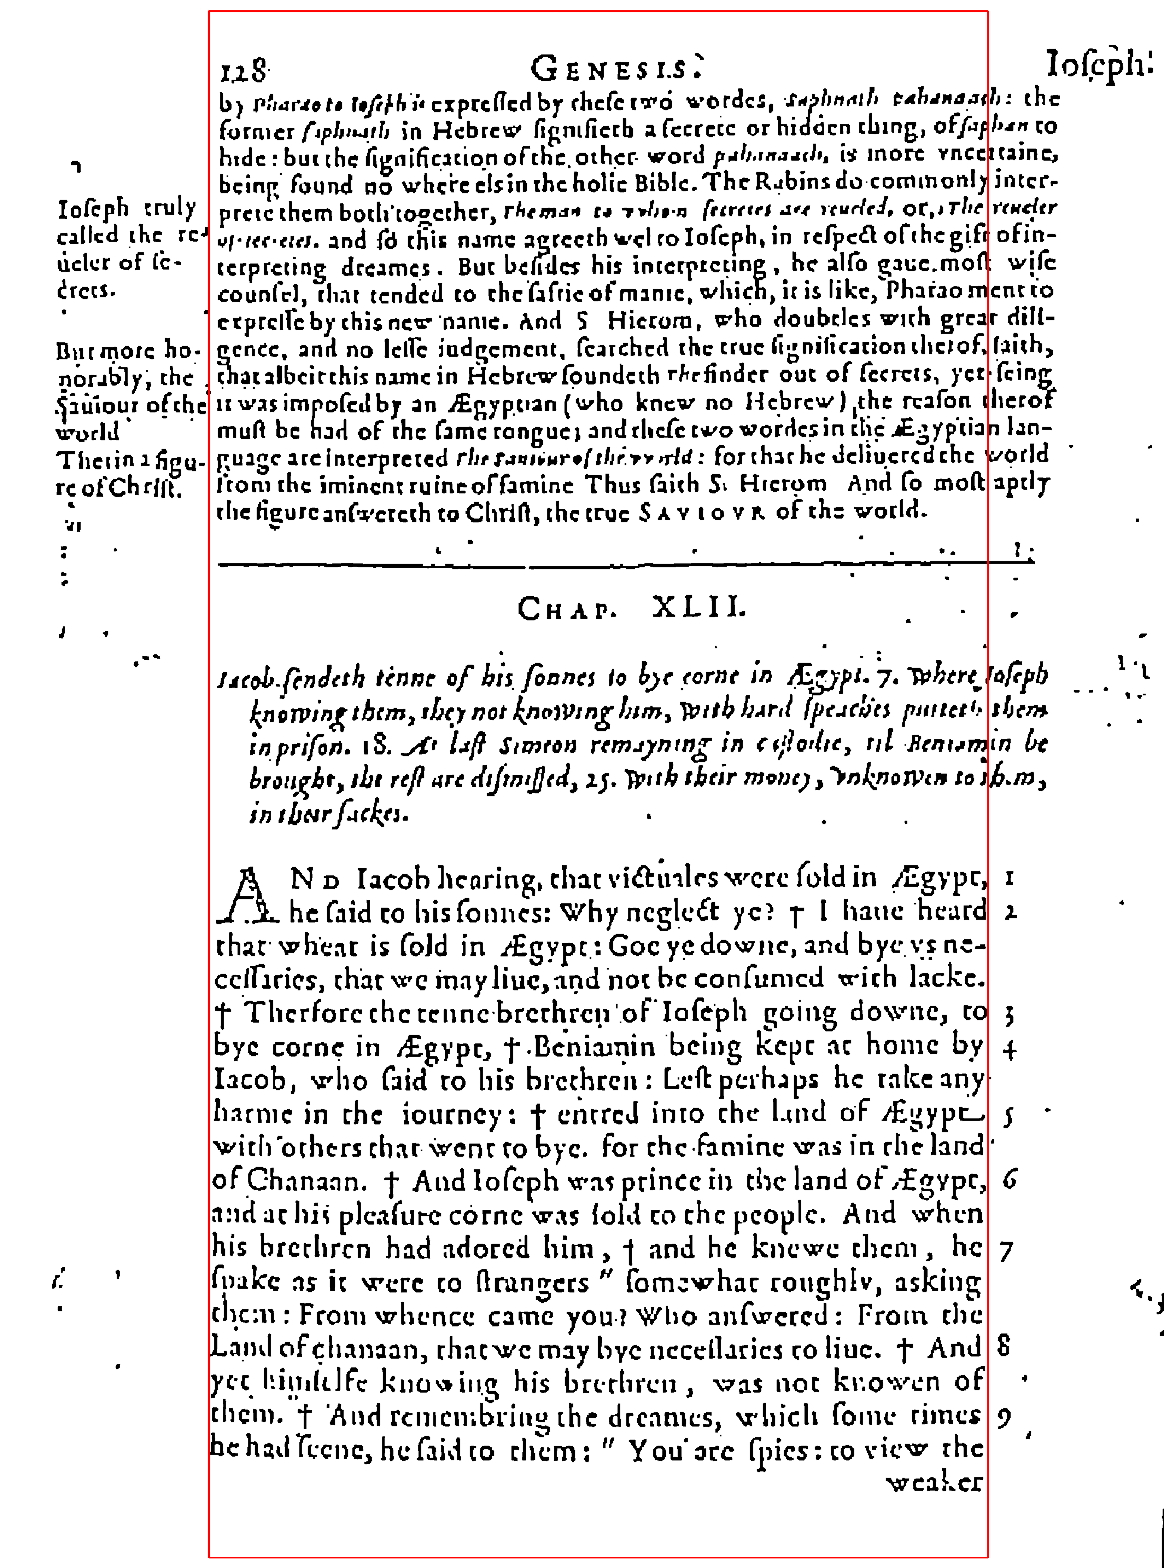 128 GENESIS. Ioſeph.
by Pharao to Ioſeph is expreſſed by theſe two wordes, Saphnath pahanaach: the
former ſaphnath in Hebrew ſignifieth a ſecrete or hidden thing, of ſaphan to
hide: but the ſignification of the other word pahanaach, is more vncertaine,
being found no where els in the holie Bible. The Rabins do commonly inter-
prete them both together, The man to whom ſecretes are reueled, or, The reueler
of ſecretes. and ſo this name agreeth wel to Ioſeph, in reſpect of the gift of in-
terpreting dreames. But beſides his interpreting, he alſo gaue moſt wiſe
counſel, that tended to the ſaftie of manie, which, it is like, Pharao ment to
expreſſe by this new name. And S Hierom, who doubtles with great dili-
gence, and no leſſe iudgement, ſearched the true ſignification therof, ſaith,
that albeit this name in Hebrew ſoundeth the finder out of ſecrets, yet ſeing
it was impoſed by an Ægyptian (who knew no Hebrew) the reaſon therof
muſt be had of the ſame tongue; and theſe two wordes in the Ægyptian lan-
guage are interpreted The Sauiour of the world: for that he deliuered the world
from the iminent ruine of famine Thus ſaith S. Hierom And ſo moſt aptly
the figure anſwereth to Chriſt, the true SAVIOVR of the world.
Ioſeph truly
called the re-
ueler of ſe-
crets.
But more ho-
norably, the
Sauiour of the
world
Therin a figu-
re of Chriſt.
CHAP. XLII.
Iacob ſendeth tenne of his ſonnes to bye corne in Ægypt. 7. Where Ioſeph
knowing them, they not knowing him, with hard ſpeaches putteth them
in priſon. 18. At laſt Simeon remayning in cuſtodie, til Beniamin be
brought, the reſt are diſmiſſed, 25. with their money, vnknowen to them,
in their ſackes.
AND Iacob hearing, that victuales were ſold in Ægypt, 1
he ſaid to his ſonnes: Why neglect ye? † I haue heard 2
that wheat is ſold in Ægypt: Goe ye downe, and bye vs ne-
ceſſaries, that we may liue, and not be conſumed with lacke.
† Therfore the tenne brethren of Ioſeph going downe, to 3
bye corne in Ægypt, † Beniamin being kept at home by 4
Iacob, who ſaid to his brethren: Leſt perhaps he take any
harme in the iourney: † entred into the land of Ægypt 5
with others that went to bye. for the famine was in the land
of Chanaan. † And Ioſeph was prince in the land of Ægypt, 6
and at his pleaſure corne was ſold to the people. And when
his brethren had adored him, † and he knewe them, he 7
ſpake as it were to ſtrangers " ſomewhat roughly, asking
them: From whence came you? Who anſwered: From the
Land of chanaan, that we may bye neceſſaries to liue. † And 8
yet himſelfe knowing his brethren, was not knowen of
them. † And remembring the dreames, which ſome times 9
he had ſeene, he ſaid to them: " You are ſpies: to view the
weaker